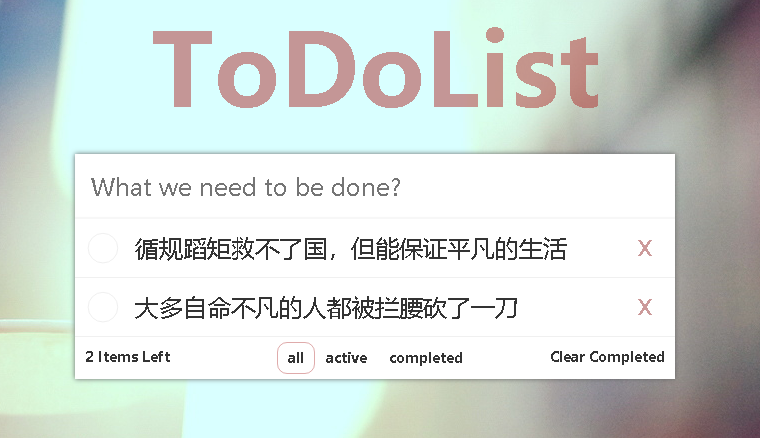 ToDoList
What we need to be done?
循规蹈矩救不了国，但能保证平凡的生活 X
大多自命不凡的人都被拦腰砍了一刀 X
2 Items Left all active completed Clear Completed